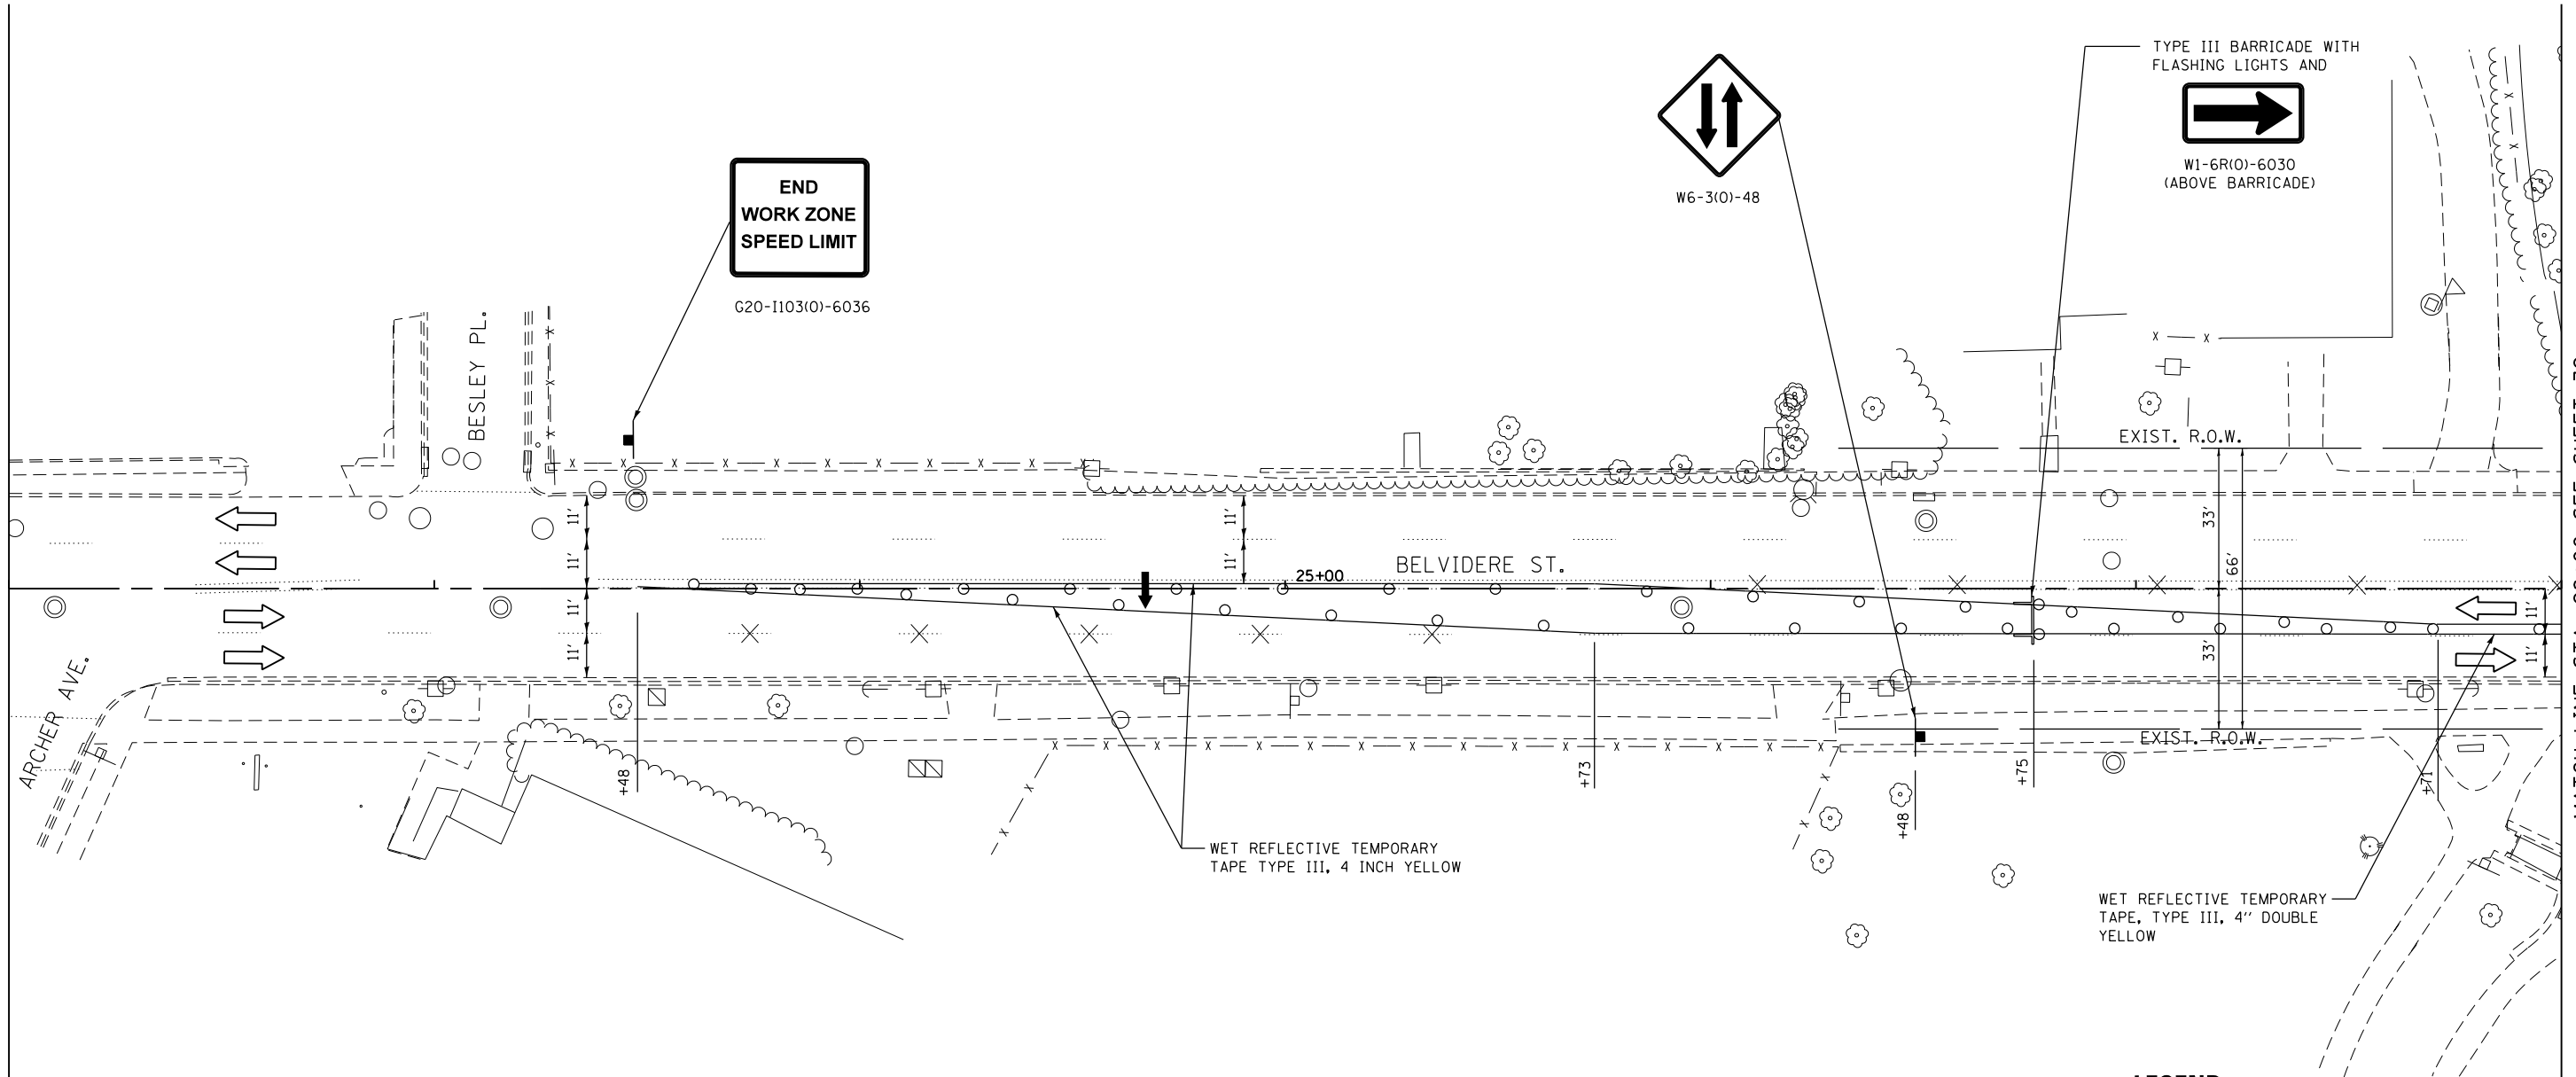 TYPE III BARRICADE WITH
FLASHING LIGHTS AND
W1-6R(O)-6030
(ABOVE BARRICADE)
W6-3(O)-48
END
WORK ZONE
SPEED LIMIT
G20-I103(O)-6036
BESLEY PL.
EXIST. R.O.W.
11'
11'
11'
11'
11'
11'
33'
66'
33'
11'
11'
BELVIDERE ST.
25+00
ARCHER AVE.
EXIST. R.O.W.
+48
+73
+48
+75
+71
WET REFLECTIVE TEMPORARY
TAPE TYPE III, 4 INCH YELLOW
WET REFLECTIVE TEMPORARY
TAPE, TYPE III, 4'' DOUBLE
YELLOW